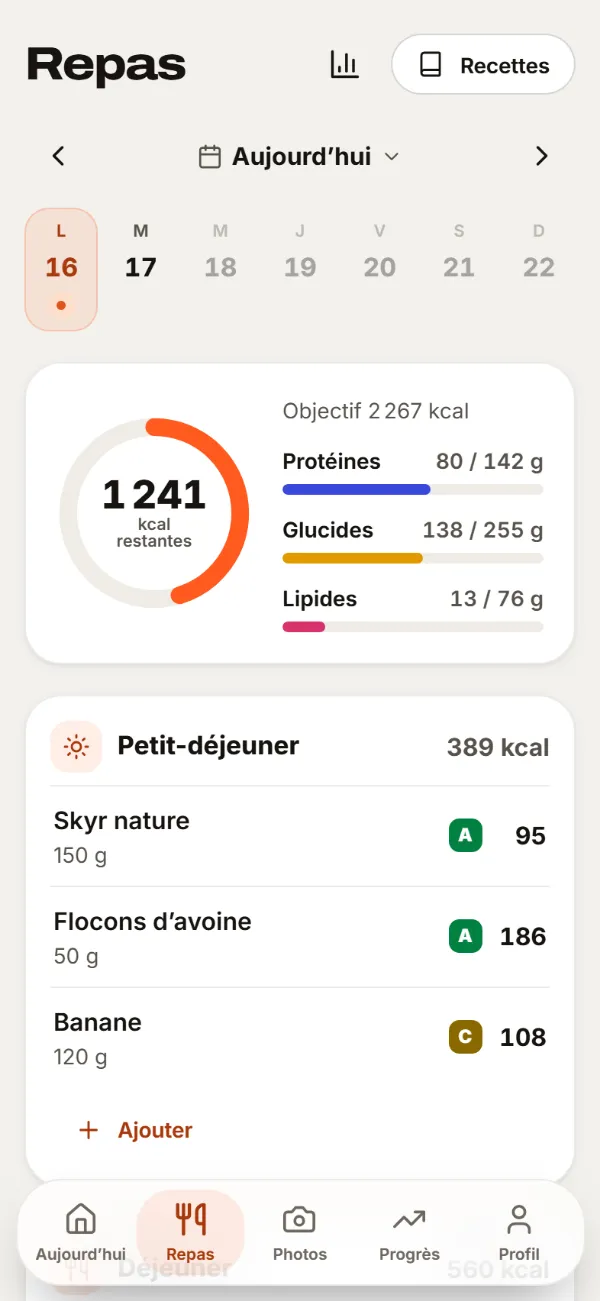 Repas
Recettes
Aujourd’hui
L M M J V S D
16 17 18 19 20 21 22
Objectif 2 267 kcal
1 241
kcal
restantes
Protéines 80 / 142 g
Glucides 138 / 255 g
Lipides 13 / 76 g
Petit-déjeuner 389 kcal
Skyr nature
150 g
A 95
Flocons d’avoine
50 g
A 186
Banane
120 g
C 108
+ Ajouter
Aujourd’hui Repas Photos Progrès Profil
Déjeuner 560 kcal